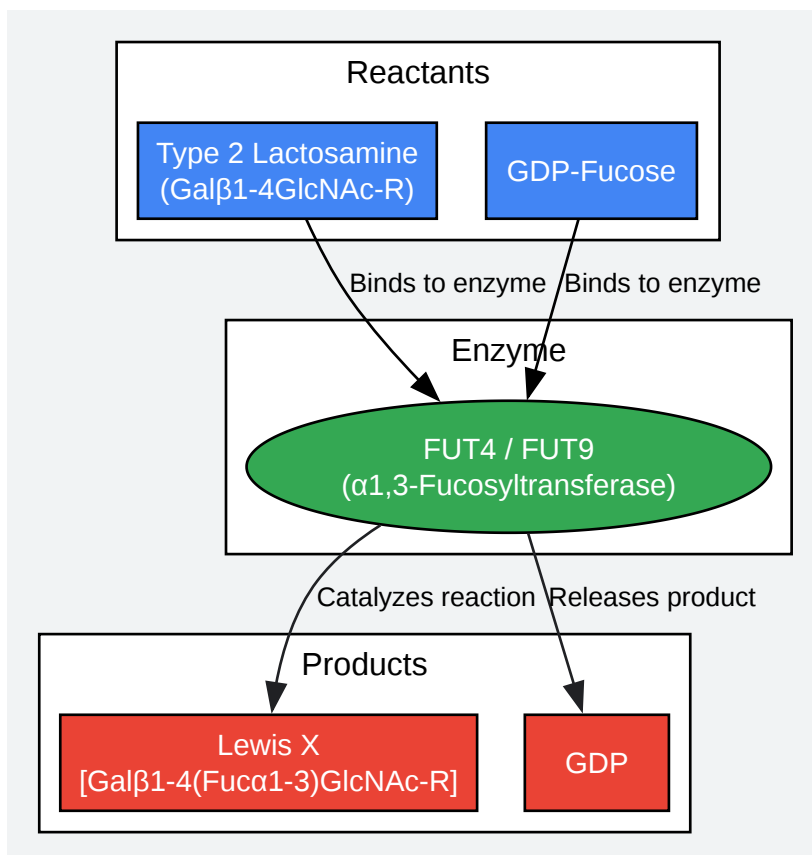 Reactants
Type 2 Lactosamine
(Galβ1-4GlcNAc-R)
GDP-Fucose
Binds to enzyme
Binds to enzyme
Enzyme
FUT4 / FUT9
(α1,3-Fucosyltransferase)
Catalyzes reaction
Releases product
Products
Lewis X
[Galβ1-4(Fucα1-3)GlcNAc-R]
GDP